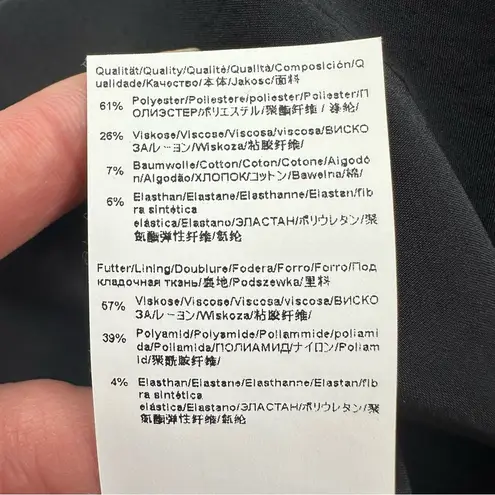 Qualität/Quality/Qualité/Qualità/Composición/Q
ualidade/Качество/本体/Jakosc/面料
61% Polyester/Poliestere/poliester/Poliester/П
ОЛИЭСТЕР/ポリエステル/聚酯纤维/ 涤纶/
26% Viskose/Viscose/Viscosa/viscosa/ВИСКО
ЗА/レーヨン/Wiskoza/粘胶纤维/
7% Baumwolle/Cotton/Coton/Cotone/Algodó
n/Algodão/ХЛОПОК/コットン/Bawelna/棉/
6% Elasthan/Elastane/Elasthanne/Elastan/fib
ra sintética
elástica/Elastano/ЭЛАСТАН/ポリウレタン/聚
氨酯弹性纤维/氨纶
Futter/Lining/Doublure/Fodera/Forro/Forro/Под
кладочная ткань/裏地/Podszewka/里料
67% Viskose/Viscose/Viscosa/viscosa/ВИСКО
ЗА/レーヨン/Wiskoza/粘胶纤维/
39% Polyamid/Polyamide/Poliammide/poliami
da/Poliamida/ПОЛИАМИД/ナイロン/Poliam
id/聚酰胺纤维/
4% Elasthan/Elastane/Elasthanne/Elastan/fib
ra sintética
elástica/Elastano/ЭЛАСТАН/ポリウレタン/聚
氨酯弹性纤维/氨纶